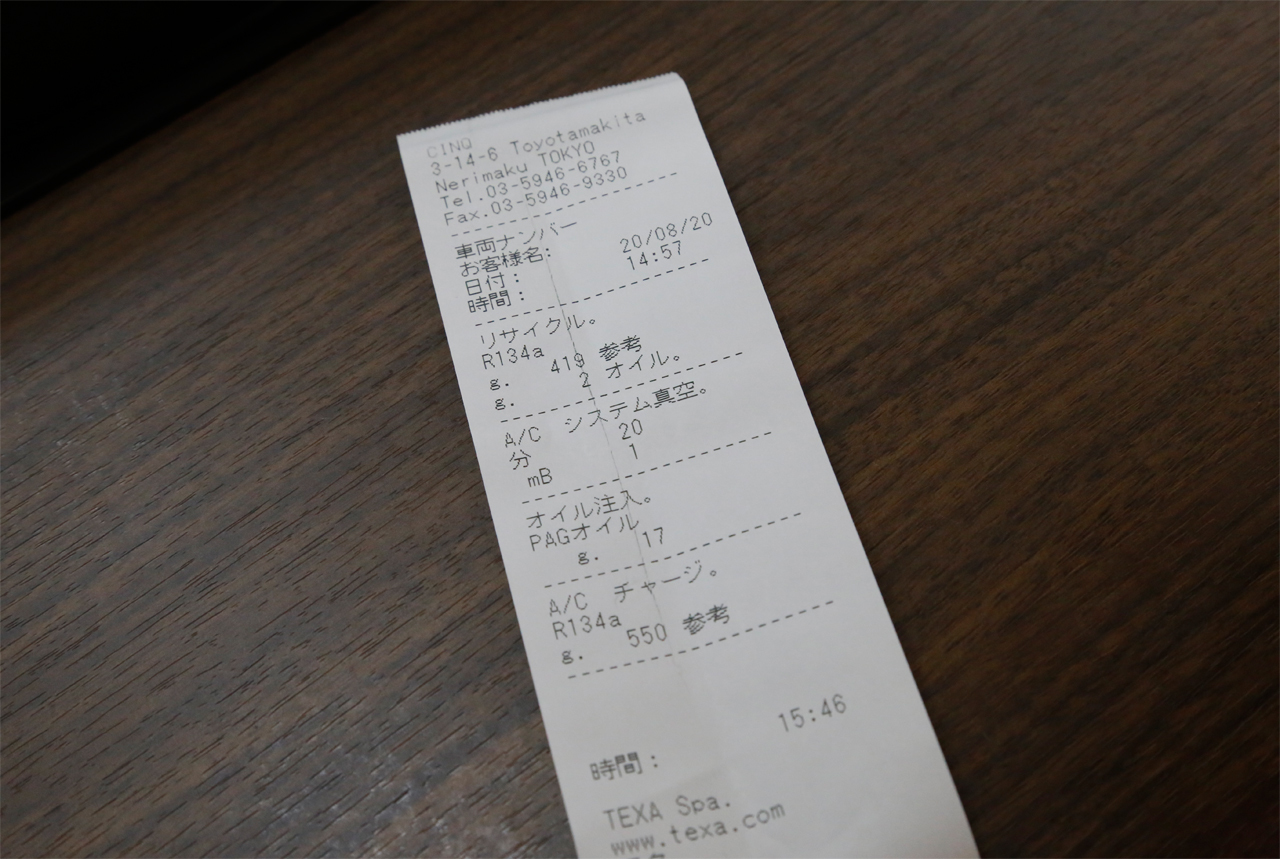 CINQ
3-14-6 Toyotamakita
Nerimaku TOKYO
Tel.03-5946-6767
Fax.03-5946-9330
車両ナンバー
お客様名:
日付: 20/08/20
時間: 14:57
リサイクル。
R134a
g. 419 参考
g. 2 オイル。
A/C システム真空。
分 20
mB 1
オイル注入。
PAGオイル
g. 17
A/C チャージ。
R134a
g. 550 参考
時間: 15:46
TEXA Spa.
www.texa.com